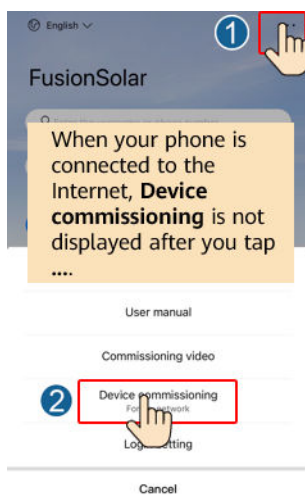 English
1
FusionSolar
When your phone is
connected to the
Internet, Device
commissioning is not
displayed after you tap
....
User manual
Commissioning video
2
Device commissioning
network
setting
Cancel